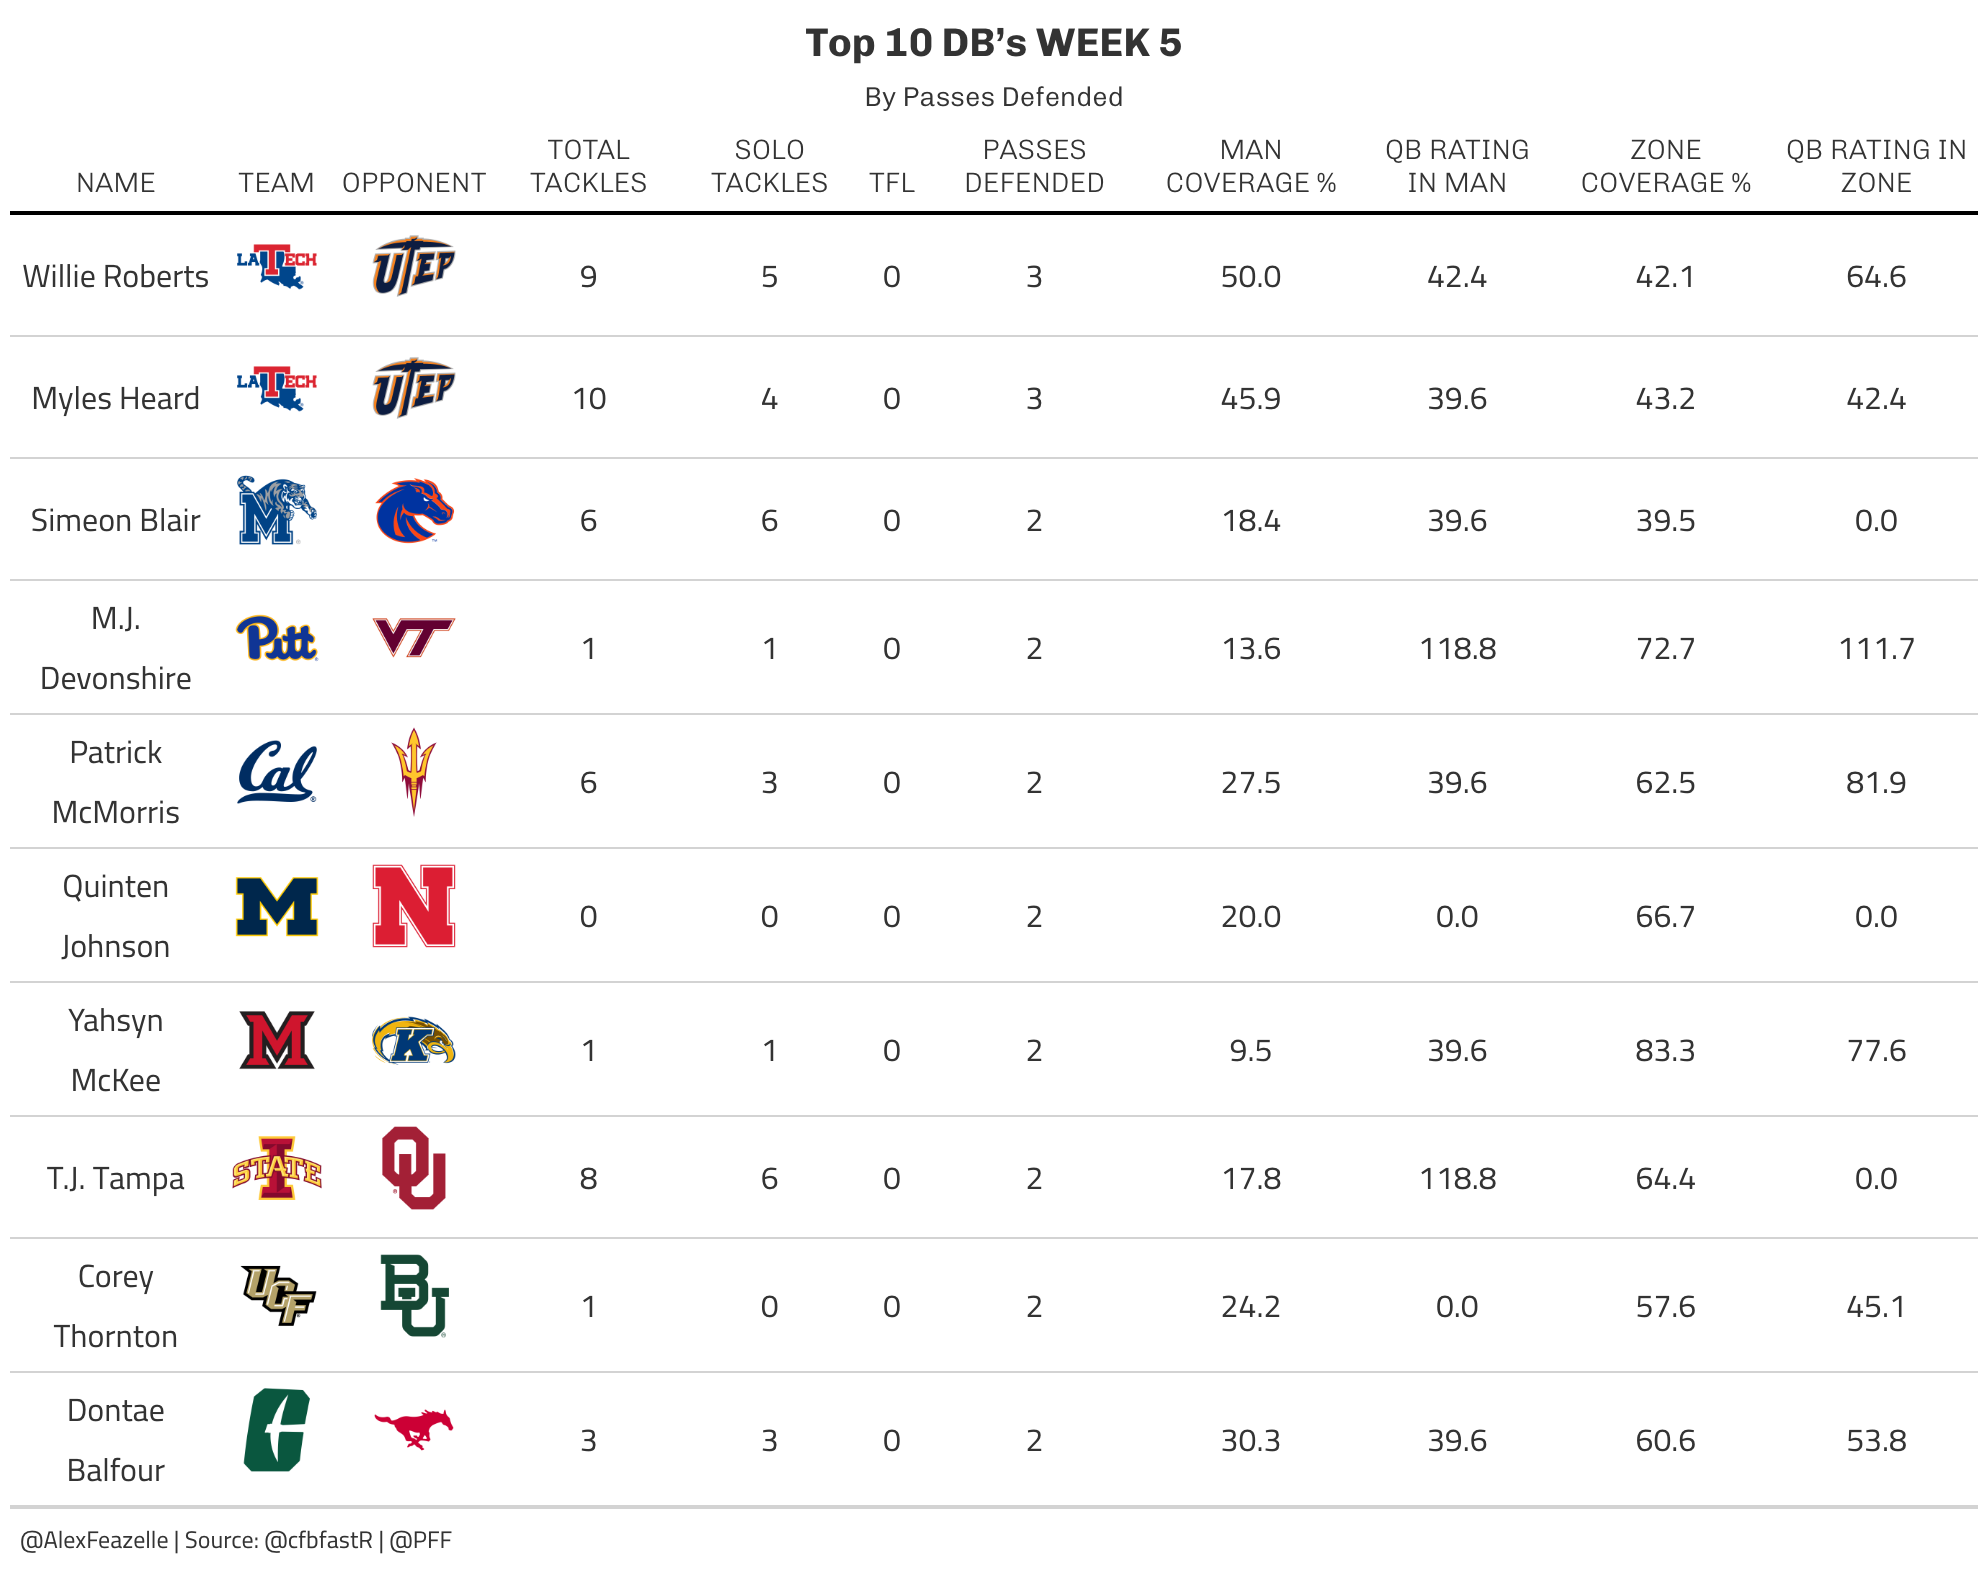 Top 10 DB’s WEEK 5
By Passes Defended
NAME TEAM OPPONENT TOTAL TACKLES SOLO TACKLES TFL PASSES DEFENDED MAN COVERAGE % QB RATING IN MAN ZONE COVERAGE % QB RATING IN ZONE
Willie Roberts LA TECH UTEP 9 5 0 3 50.0 42.4 42.1 64.6
Myles Heard LA TECH UTEP 10 4 0 3 45.9 39.6 43.2 42.4
Simeon Blair M 6 6 0 2 18.4 39.6 39.5 0.0
M.J. Devonshire Pitt VT 1 1 0 2 13.6 118.8 72.7 111.7
Patrick McMorris Cal 6 3 0 2 27.5 39.6 62.5 81.9
Quinten Johnson M N 0 0 0 2 20.0 0.0 66.7 0.0
Yahsyn McKee M K 1 1 0 2 9.5 39.6 83.3 77.6
T.J. Tampa I STATE OU 8 6 0 2 17.8 118.8 64.4 0.0
Corey Thornton UCF BU 1 0 0 2 24.2 0.0 57.6 45.1
Dontae Balfour C 3 3 0 2 30.3 39.6 60.6 53.8
@AlexFeazelle | Source: @cfbfastR | @PFF